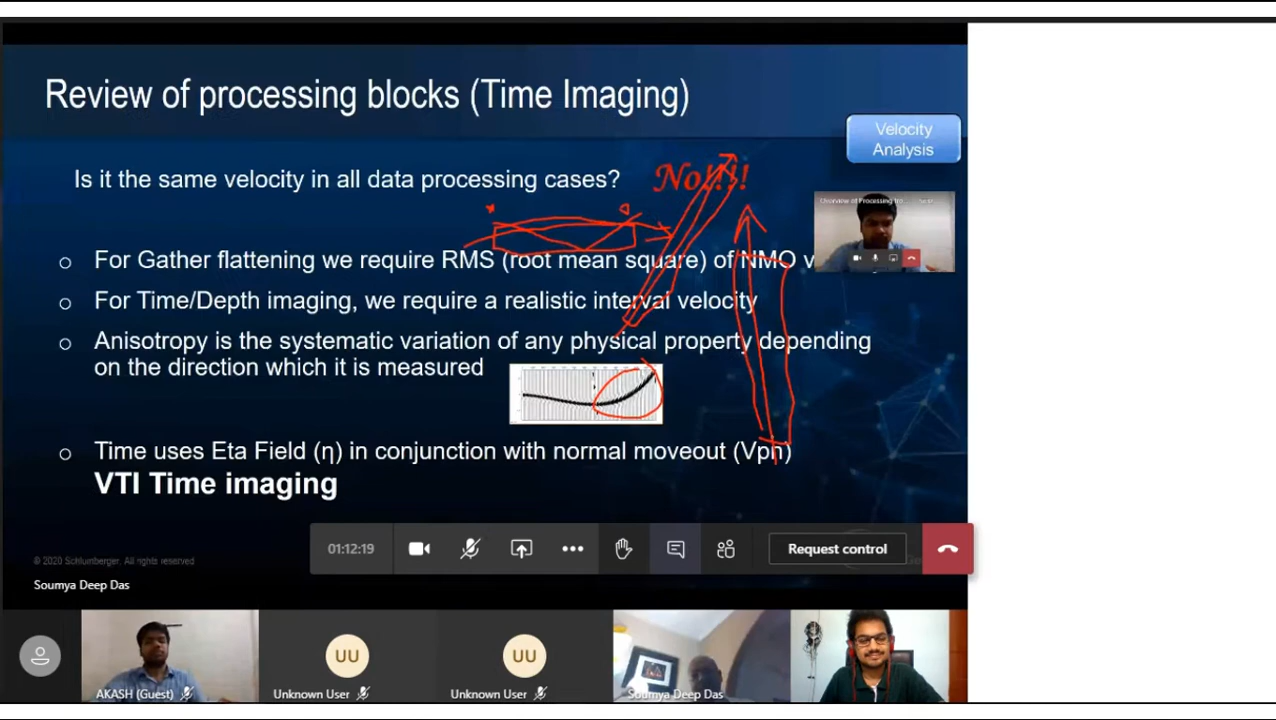 Review of processing blocks (Time Imaging)
Velocity
Analysis
Is it the same velocity in all data processing cases?
No!!!!
Overview of Processing
For Gather flattening we require RMS (root mean square) of NMO v
For Time/Depth imaging, we require a realistic interval velocity
Anisotropy is the systematic variation of any physical property depending
on the direction which it is measured
Time uses Eta Field (η) in conjunction with normal moveout (Vpn)
VTI Time imaging
01:12:19
Request control
© 2020 Schlumberger. All rights reserved
Soumya Deep Das
UU
UU
AKASH (Guest)
Unknown User
Unknown User
Soumya Deep Das